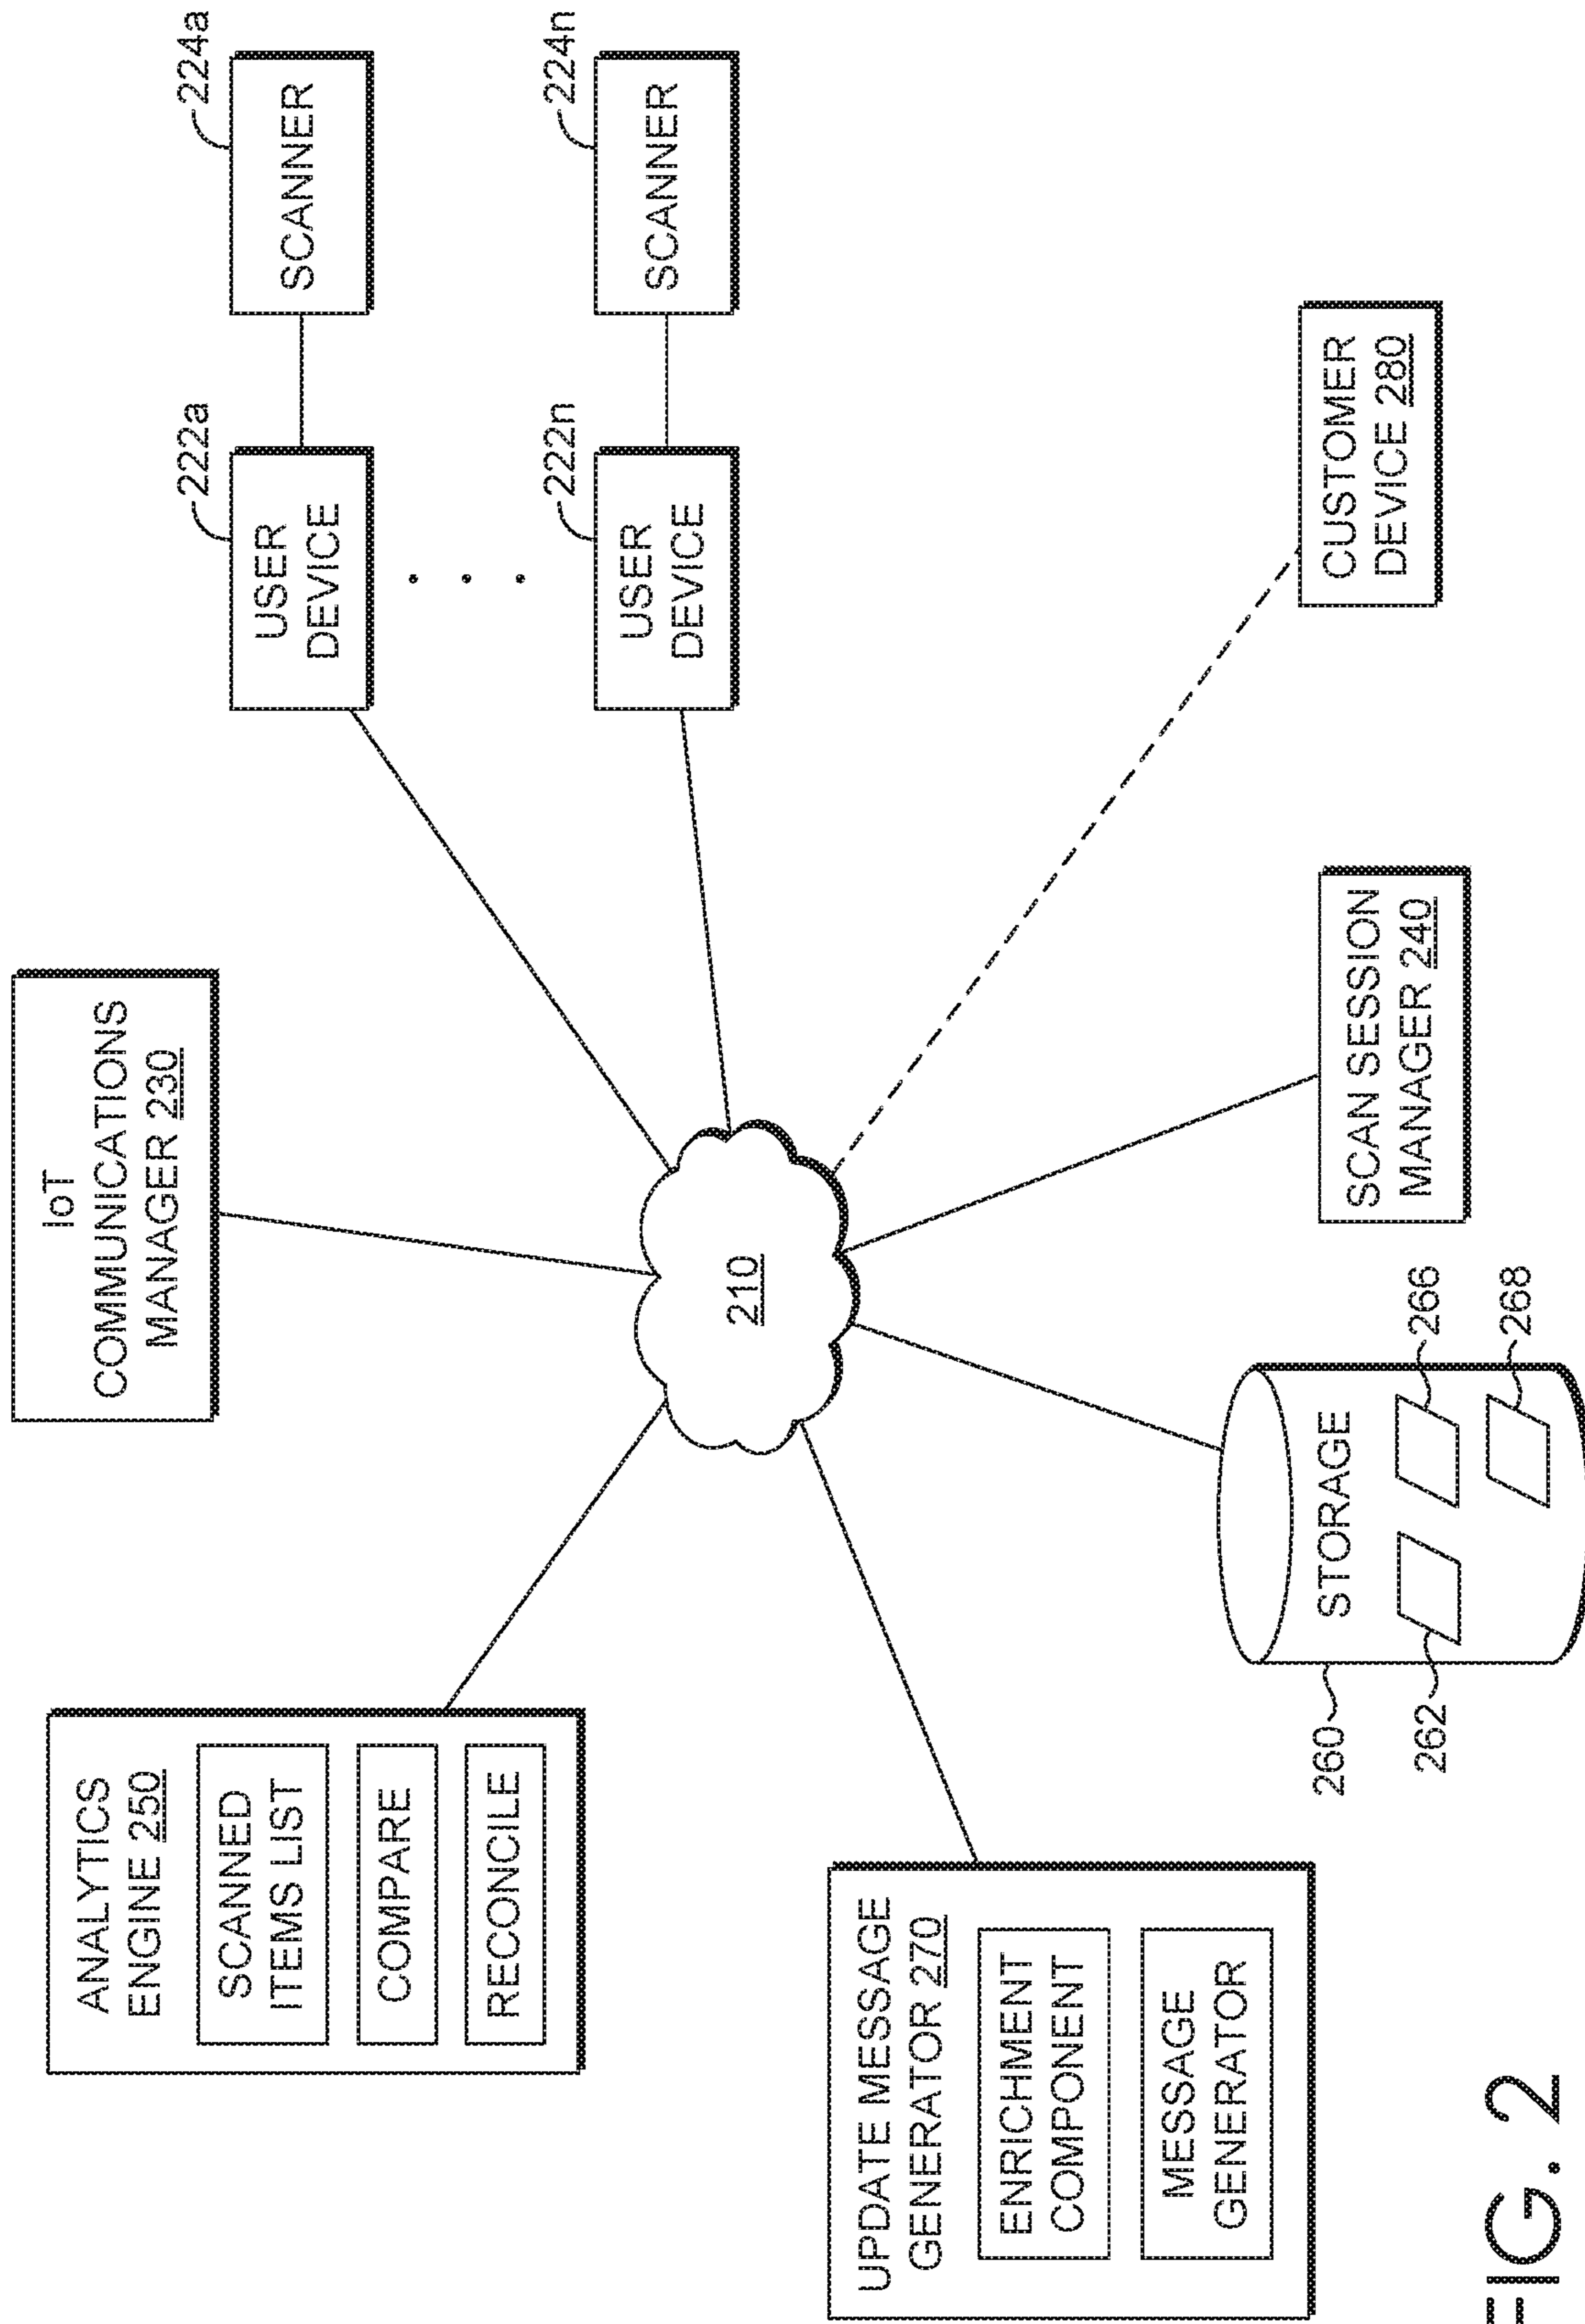 IoT
COMMUNICATIONS
MANAGER 230
ANALYTICS
ENGINE 250
SCANNED
ITEMS LIST
COMPARE
RECONCILE
222a
USER
DEVICE
224a
SCANNER
. . .
222n
USER
DEVICE
224n
SCANNER
210
UPDATE MESSAGE
GENERATOR 270
ENRICHMENT
COMPONENT
MESSAGE
GENERATOR
260
STORAGE
262
266
268
SCAN SESSION
MANAGER 240
CUSTOMER
DEVICE 280
FIG. 2